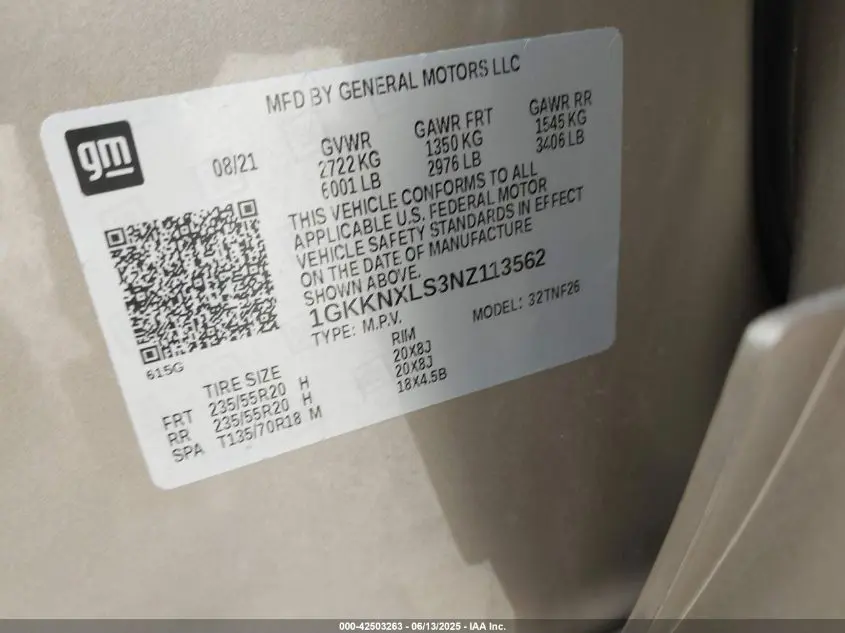 MFD BY GENERAL MOTORS LLC
gm
08/21
GVWR
2722 KG
6001 LB
GAWR FRT
1350 KG
2976 LB
GAWR RR
1545 KG
3406 LB
THIS VEHICLE CONFORMS TO ALL
APPLICABLE U.S. FEDERAL MOTOR
VEHICLE SAFETY STANDARDS IN EFFECT
ON THE DATE OF MANUFACTURE
SHOWN ABOVE.
1GKKNXLS3NZ113562
TYPE: M.P.V.
MODEL: 32TNF26
615G
TIRE SIZE
RIM
FRT 235/55R20 H 20X8J
RR 235/55R20 H 20X8J
SPA T135/70R18 M 18X4.5B
000-42503263 - 06/13/2025 - IAA Inc.